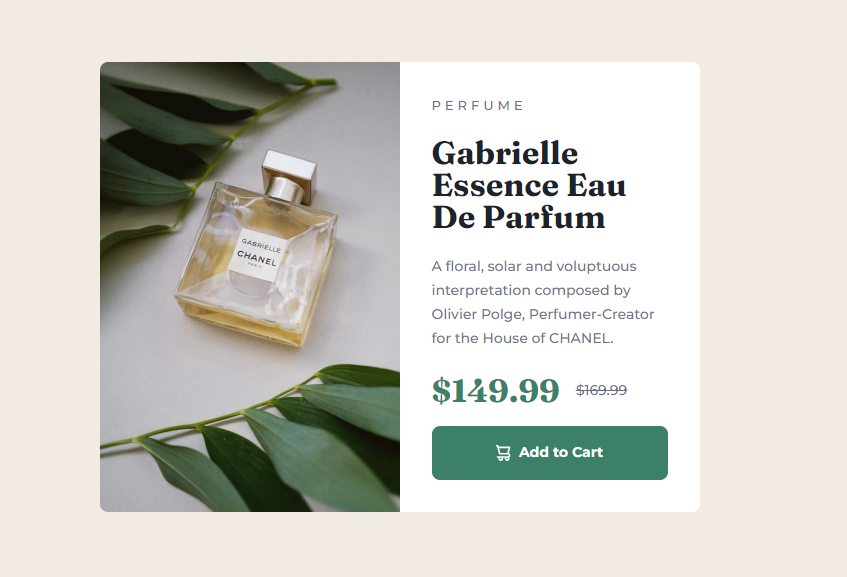 GABRIELLE
CHANEL
PARIS
PERFUME
Gabrielle
Essence Eau
De Parfum
A floral, solar and voluptuous
interpretation composed by
Olivier Polge, Perfumer-Creator
for the House of CHANEL.
$149.99 $169.99
Add to Cart